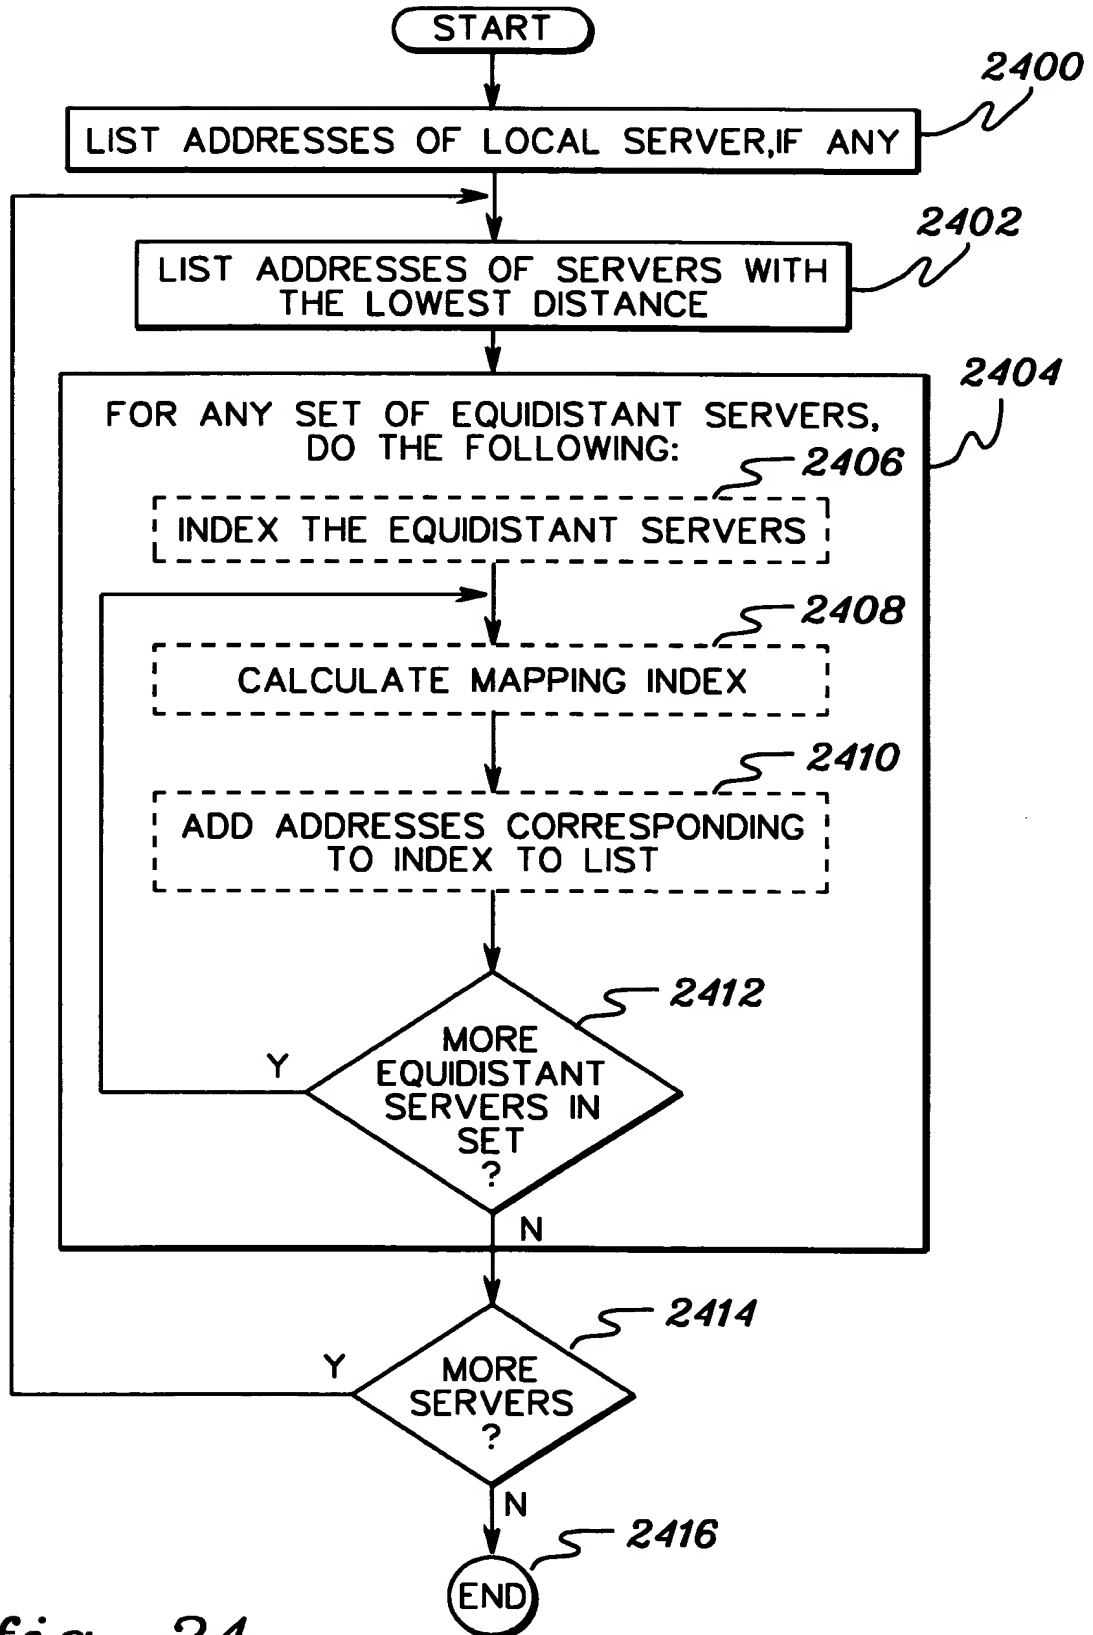 START
2400
LIST ADDRESSES OF LOCAL SERVER,IF ANY
2402
LIST ADDRESSES OF SERVERS WITH
THE LOWEST DISTANCE
2404
FOR ANY SET OF EQUIDISTANT SERVERS,
DO THE FOLLOWING:
2406
INDEX THE EQUIDISTANT SERVERS
2408
CALCULATE MAPPING INDEX
2410
ADD ADDRESSES CORRESPONDING
TO INDEX TO LIST
2412
MORE
EQUIDISTANT
SERVERS IN
SET
?
Y
N
2414
MORE
SERVERS
?
Y
N
2416
END
fig. 24